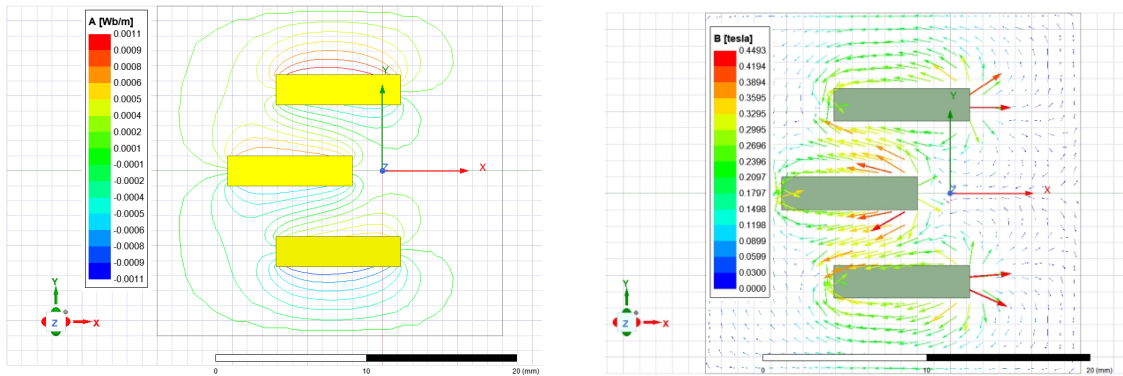 A [Wb/m]
0.0011
0.0009
0.0008
0.0006
0.0005
0.0004
0.0002
0.0001
-0.0001
-0.0002
-0.0004
-0.0005
-0.0006
-0.0008
-0.0009
-0.0011
Y
X
Z
Y
Z
X
0
10
20 (mm)
B [tesla]
0.4493
0.4194
0.3894
0.3595
0.3295
0.2995
0.2696
0.2396
0.2097
0.1797
0.1498
0.1198
0.0899
0.0599
0.0300
0.0000
Y
X
Z
Y
Z
X
0
10
20 (mm)